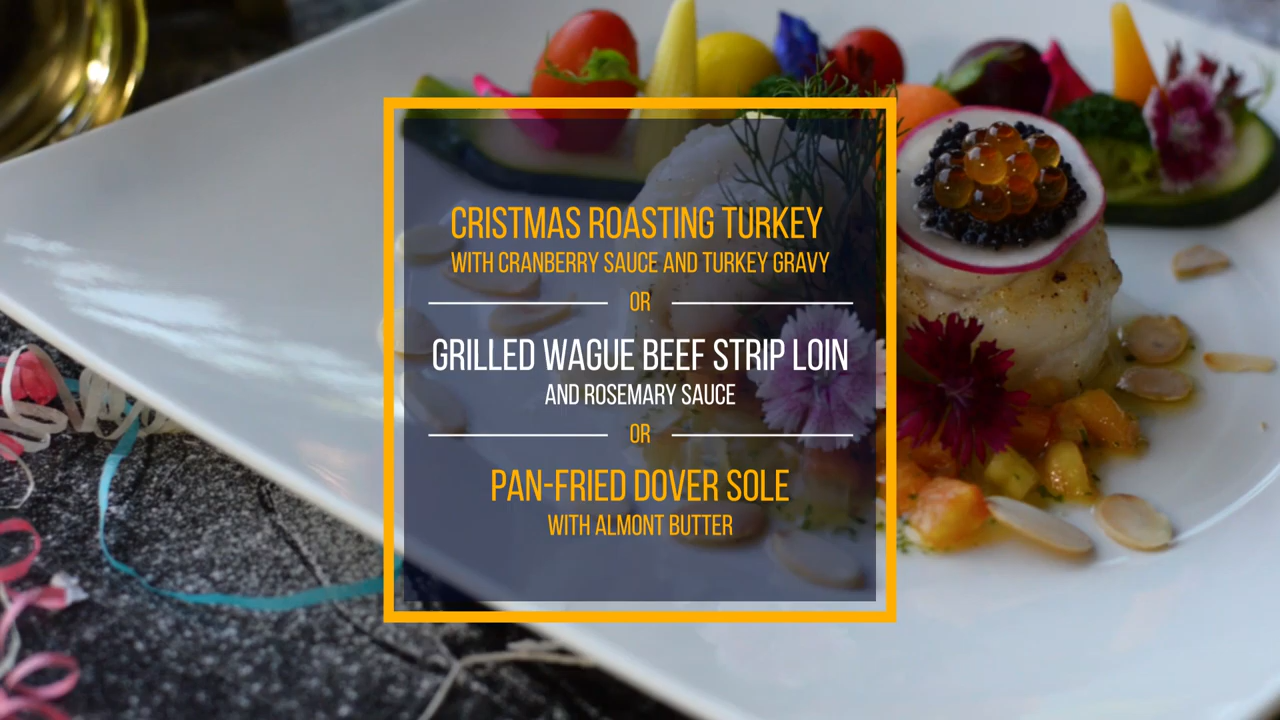 CRISTMAS ROASTING TURKEY
WITH CRANBERRY SAUCE AND TURKEY GRAVY
OR
GRILLED WAGUE BEEF STRIP LOIN
AND ROSEMARY SAUCE
OR
PAN-FRIED DOVER SOLE
WITH ALMONT BUTTER